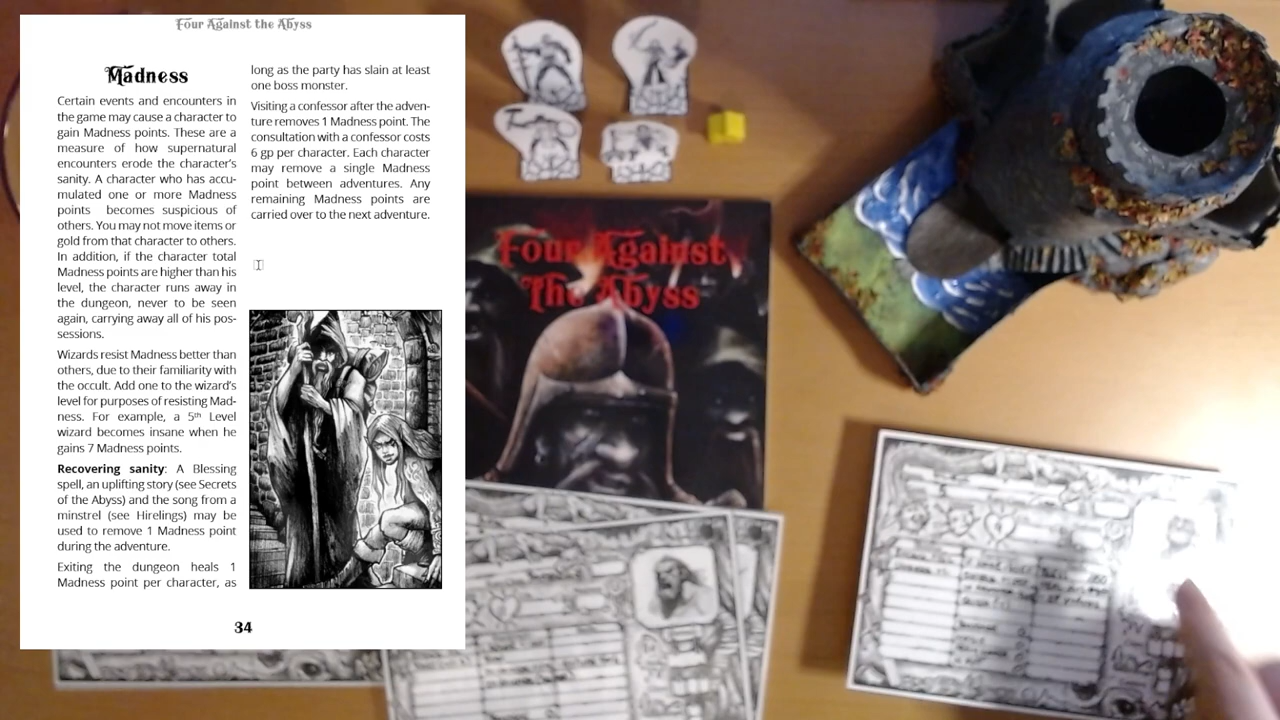 Four Against the Abyss
Madness
Certain events and encounters in
the game may cause a character to
gain Madness points. These are a
measure of how supernatural
encounters erode the character's
sanity. A character who has accu-
mulated one or more Madness
points becomes suspicious of
others. You may not move items or
gold from that character to others.
In addition, if the character total
Madness points are higher than his
level, the character runs away in
the dungeon, never to be seen
again, carrying away all of his pos-
sessions.
Wizards resist Madness better than
others, due to their familiarity with
the occult. Add one to the wizard's
level for purposes of resisting Mad-
ness. For example, a 5th Level
wizard becomes insane when he
gains 7 Madness points.
Recovering sanity: A Blessing
spell, an uplifting story (see Secrets
of the Abyss) and the song from a
minstrel (see Hirelings) may be
used to remove 1 Madness point
during the adventure.
Exiting the dungeon heals 1
Madness point per character, as
long as the party has slain at least
one boss monster.
Visiting a confessor after the adven-
ture removes 1 Madness point. The
consultation with a confessor costs
6 gp per character. Each character
may remove a single Madness
point between adventures. Any
remaining Madness points are
carried over to the next adventure.
34
Four Against
The Abyss